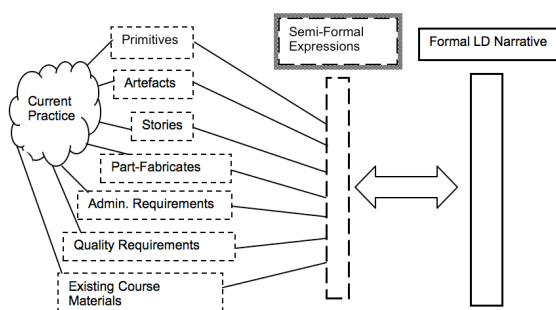 Primitives
Semi-Formal
Expressions
Formal LD Narrative
Artefacts
Current
Practice
Stories
Part-Fabricates
Admin. Requirements
Quality Requirements
Existing Course
Materials